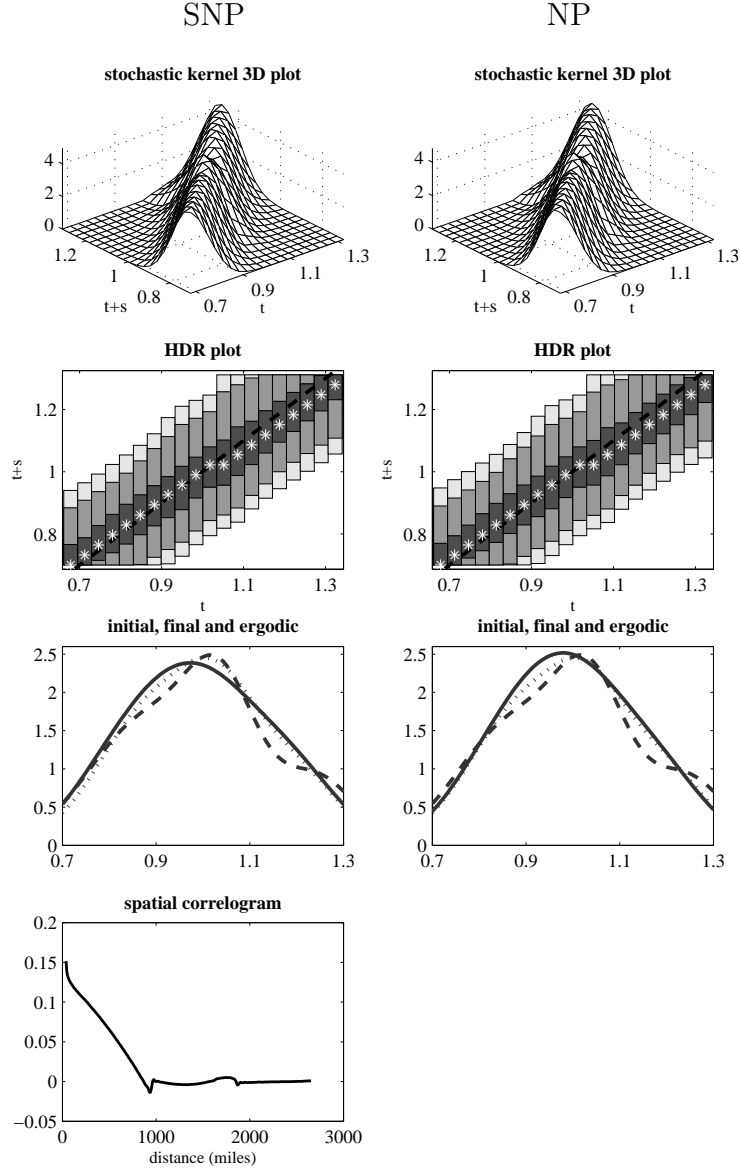 SNP NP
stochastic kernel 3D plot stochastic kernel 3D plot
4 4
2 2
0 0
1.2 1.3 1.2 1.3
1 1.1 1 1.1
0.8 0.9 0.8 0.9
0.7 0.7
t+s t t+s t
HDR plot HDR plot
1.2 1.2
1 1
0.8 0.8
t+s t+s
0.7 0.9 1.1 1.3 0.7 0.9 1.1 1.3
t t
initial, final and ergodic initial, final and ergodic
2.5 2.5
2 2
1.5 1.5
1 1
0.5 0.5
0 0
0.7 0.9 1.1 1.3 0.7 0.9 1.1 1.3
spatial correlogram
0.2
0.15
0.1
0.05
0
−0.05
0 1000 2000 3000
distance (miles)